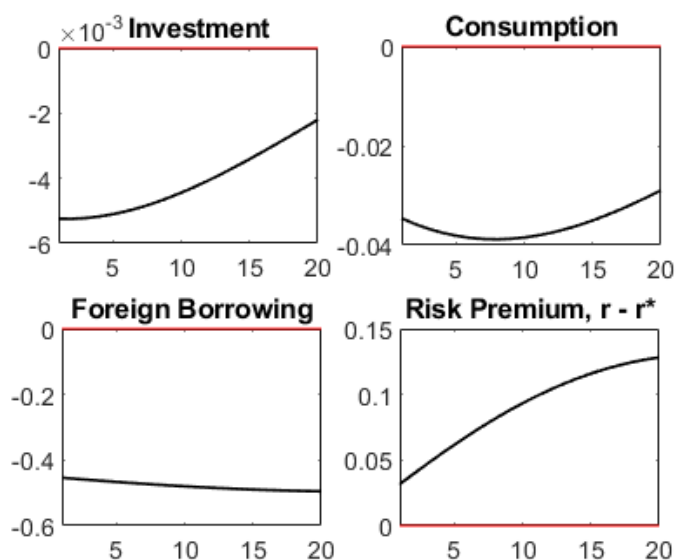 ×10⁻³ Investment
0
-2
-4
-6
5 10 15 20
Consumption
0
-0.02
-0.04
5 10 15 20
Foreign Borrowing
0
-0.2
-0.4
-0.6
5 10 15 20
Risk Premium, r - r*
0.15
0.1
0.05
0
5 10 15 20